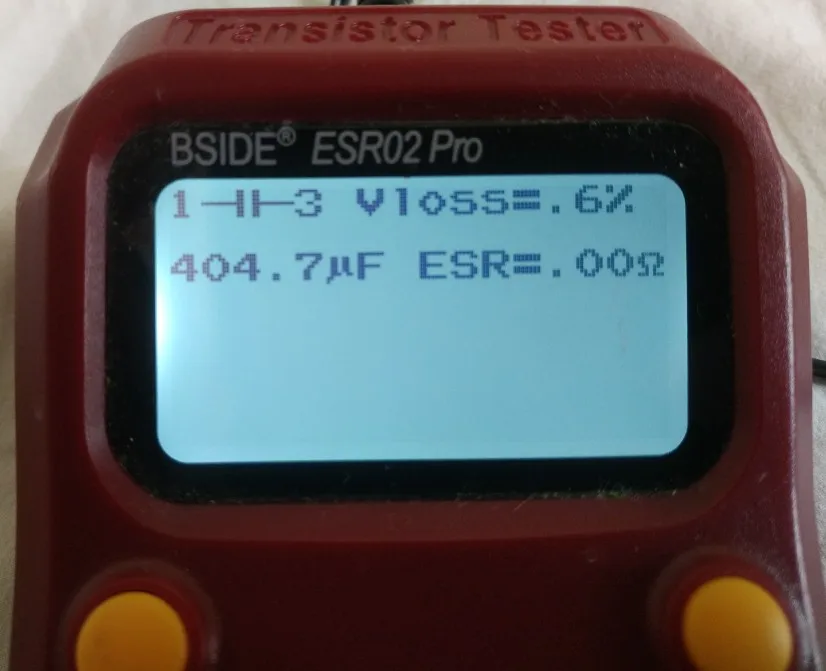 Transistor Tester
BSIDE® ESR02 Pro
1⊣⊢3 Vloss=.6%
404.7µF ESR=.00Ω